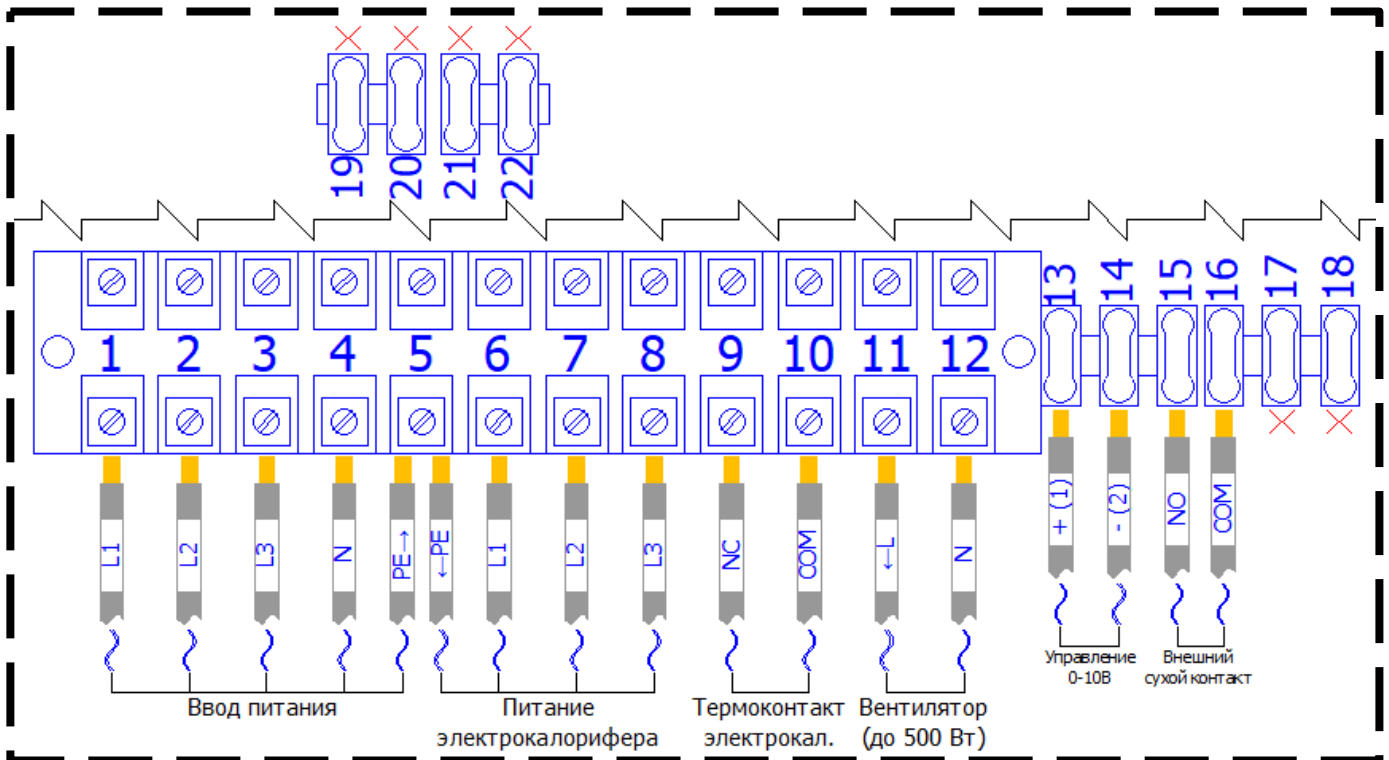 19 20 21 22
13 14 15 16 17 18
1 2 3 4 5 6 7 8 9 10 11 12
L1 L2 L3 N PE→ ←PE L1 L2 L3 NC COM ←L N + (1) - (2) NO COM
Управление
0-10В
Внешний
сухой контакт
Ввод питания
Питание
электрокалорифера
Термоконтакт
электрокал.
Вентилятор
(до 500 Вт)